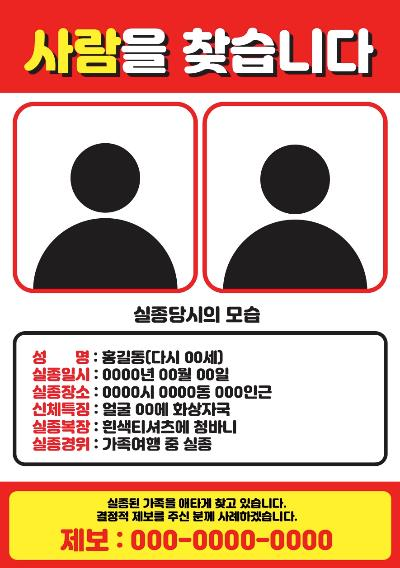 사람을 찾습니다
실종당시의 모습
성 명 : 홍길동(다시 00세)
실종일시 : 0000년 00월 00일
실종장소 : 0000시 0000동 000인근
신체특징 : 얼굴 00에 화상자국
실종복장 : 흰색티셔츠에 청바니
실종경위 : 가족여행 중 실종
실종된 가족을 애타게 찾고 있습니다.
결정적 제보를 주신 분께 사례하겠습니다.
제보 : 000-0000-0000